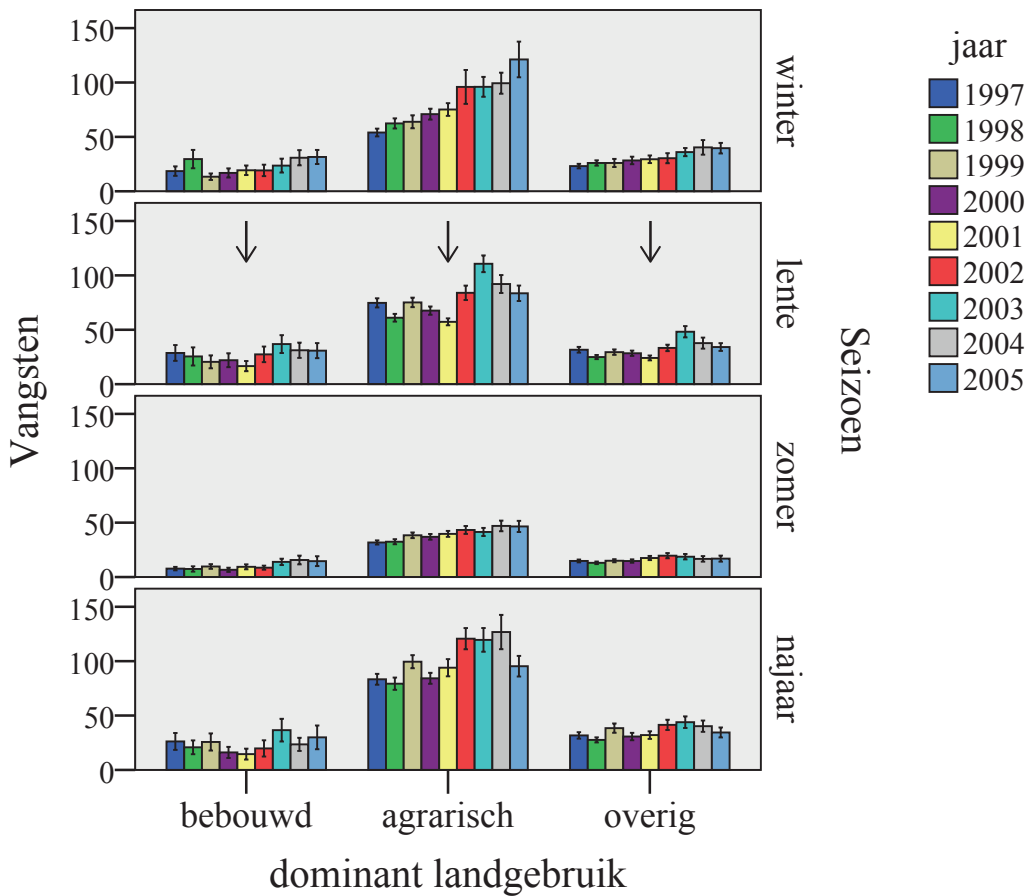 Vangsten
150
100
50
0
winter
150
100
50
0
lente
150
100
50
0
zomer
150
100
50
0
najaar
bebouwd agrarisch overig
dominant landgebruik
Seizoen
jaar
1997
1998
1999
2000
2001
2002
2003
2004
2005